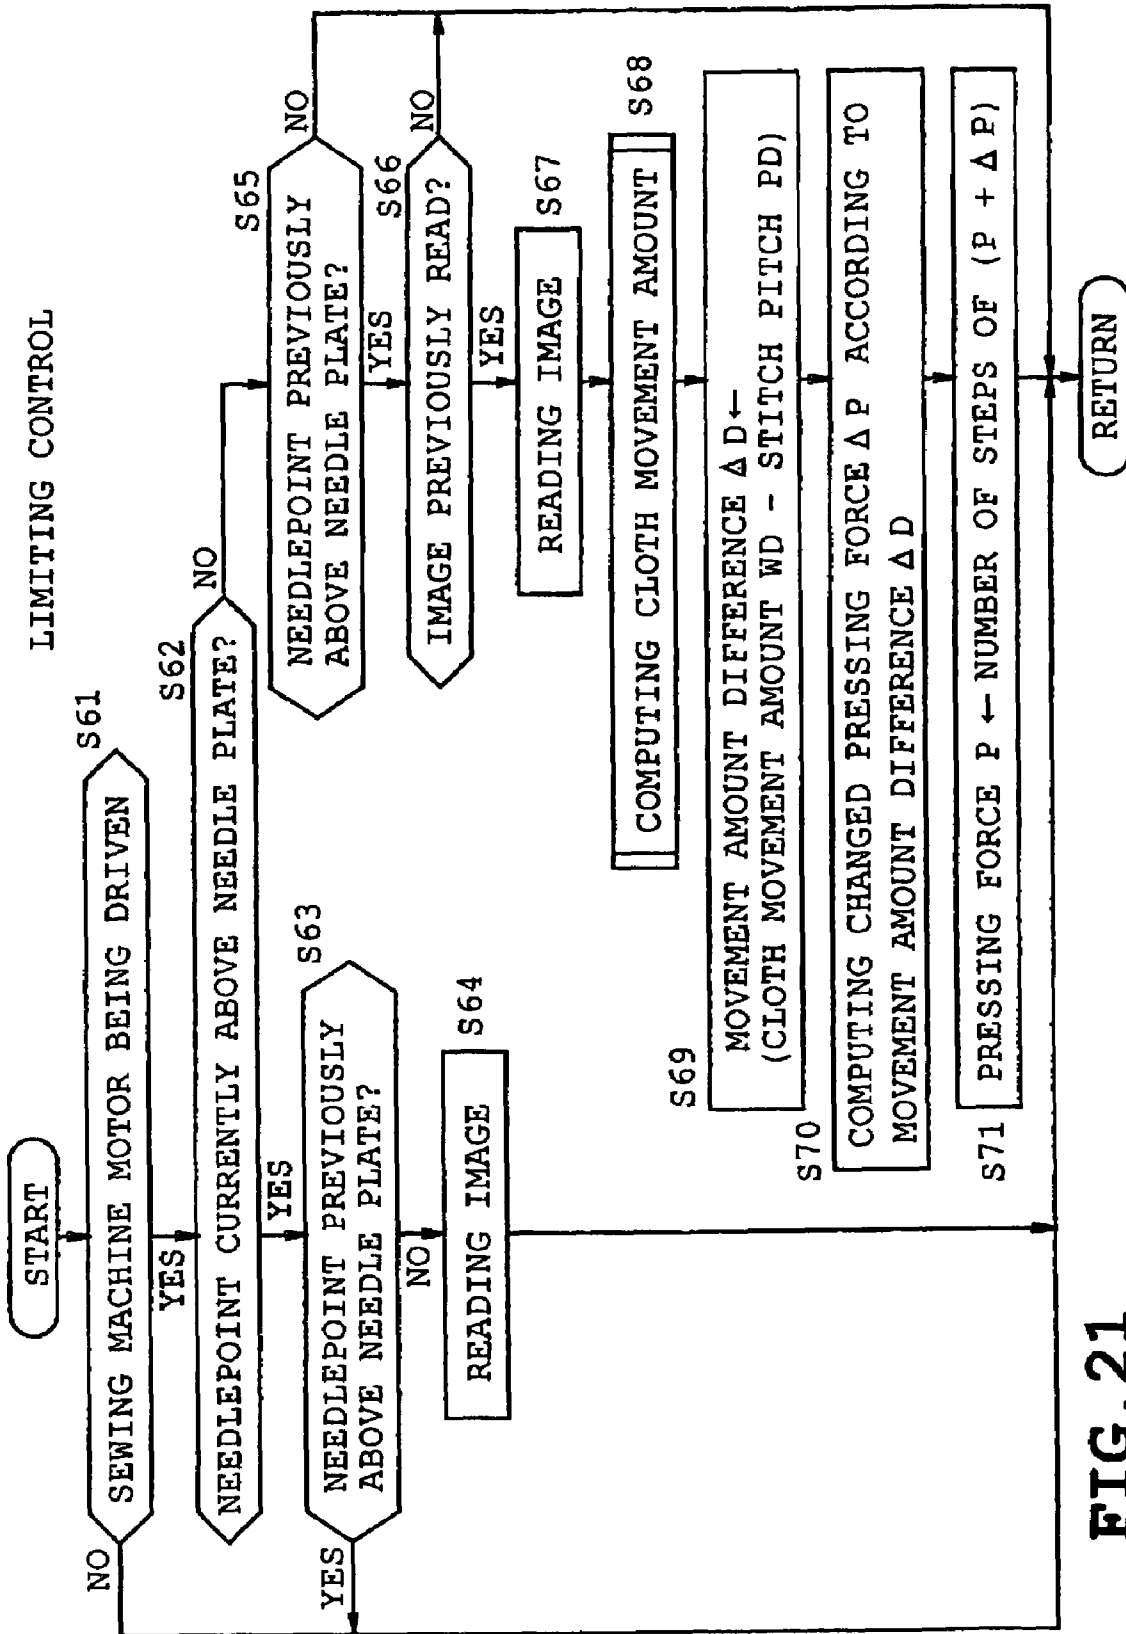 LIMITING CONTROL
START
SEWING MACHINE MOTOR BEING DRIVEN
S61
NO
YES
NEEDLEPOINT CURRENTLY ABOVE NEEDLE PLATE?
S62
NO
YES
NEEDLEPOINT PREVIOUSLY
ABOVE NEEDLE PLATE?
S63
YES
NO
READING IMAGE
S64
NEEDLEPOINT PREVIOUSLY
ABOVE NEEDLE PLATE?
S65
NO
YES
IMAGE PREVIOUSLY READ?
S66
NO
YES
READING IMAGE
S67
COMPUTING CLOTH MOVEMENT AMOUNT
S68
S69
MOVEMENT AMOUNT DIFFERENCE Δ D←
(CLOTH MOVEMENT AMOUNT WD - STITCH PITCH PD)
S70
COMPUTING CHANGED PRESSING FORCE Δ P ACCORDING TO
MOVEMENT AMOUNT DIFFERENCE Δ D
S71
PRESSING FORCE P ← NUMBER OF STEPS OF (P + Δ P)
RETURN
FIG.21